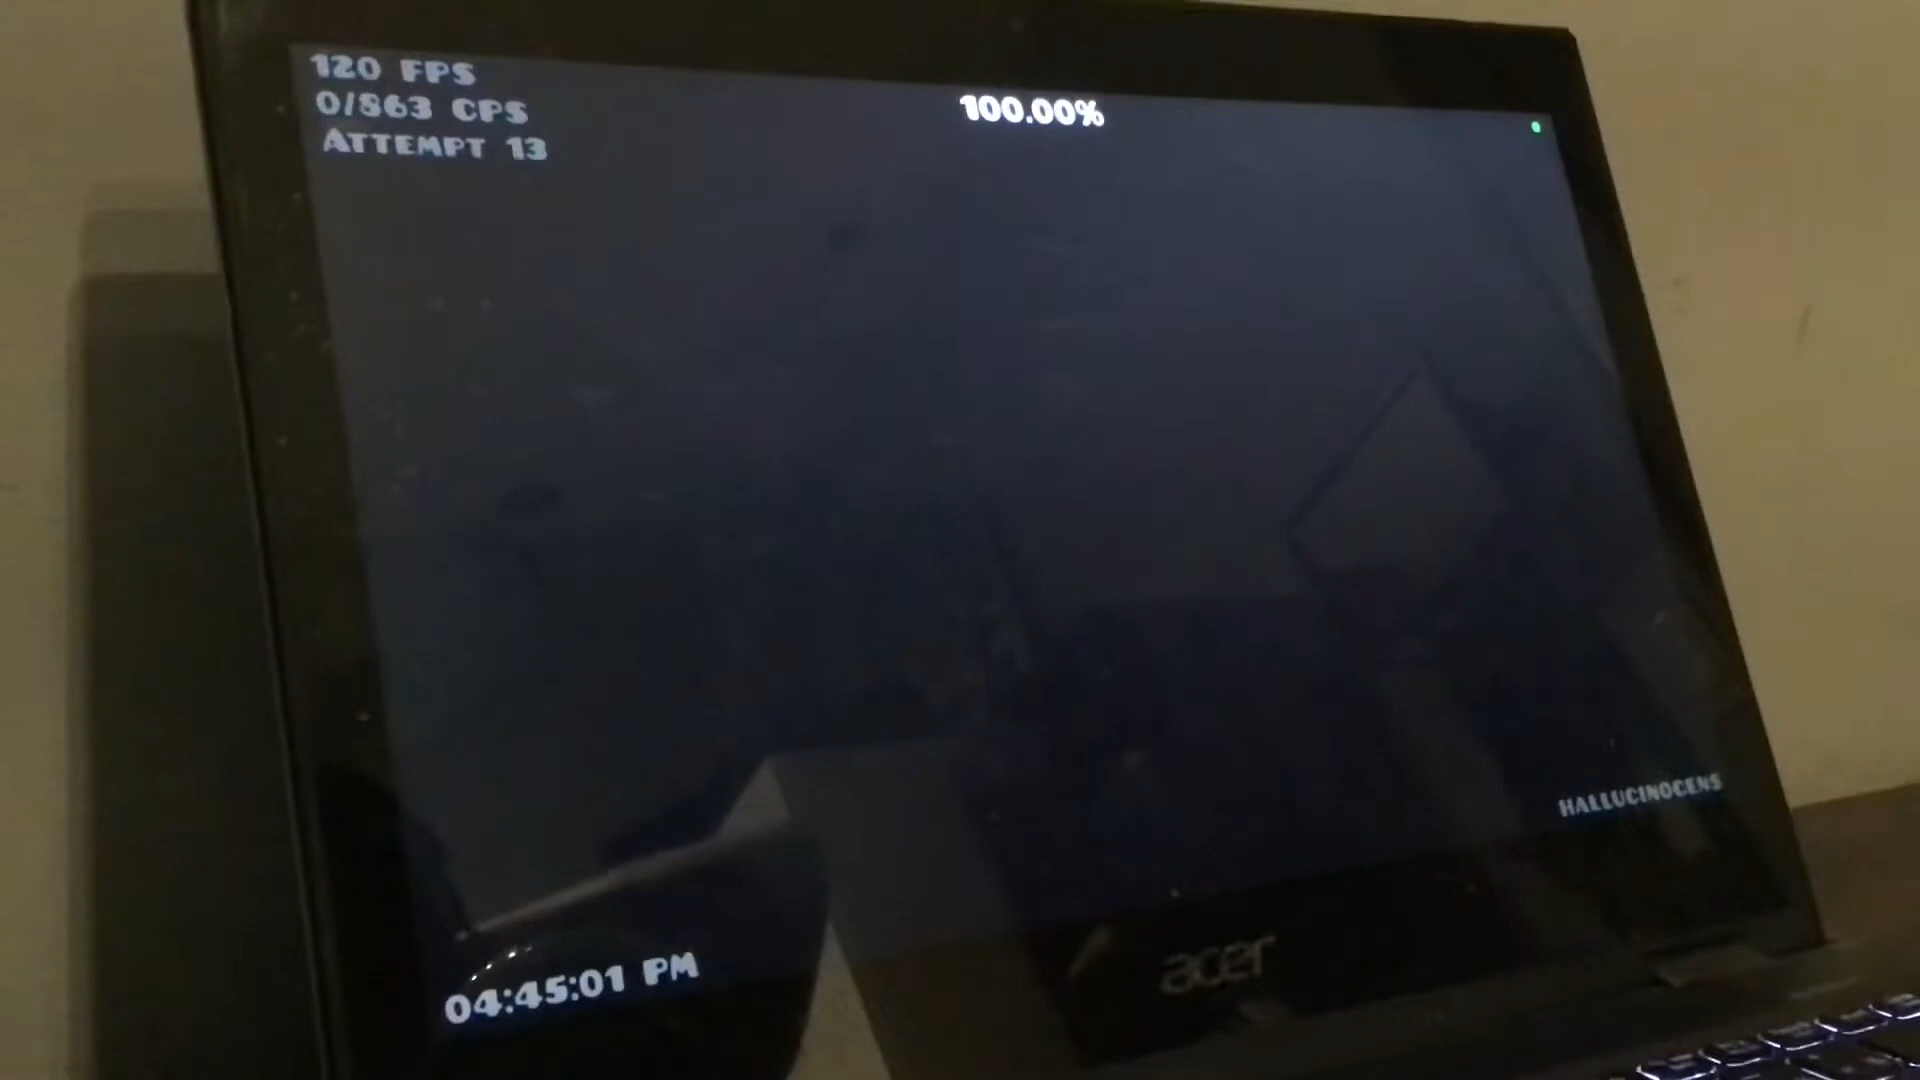 120 FPS
0/863 CPS
ATTEMPT 13
100.00%
HALLUCINOGENS
04:45:01 PM
acer